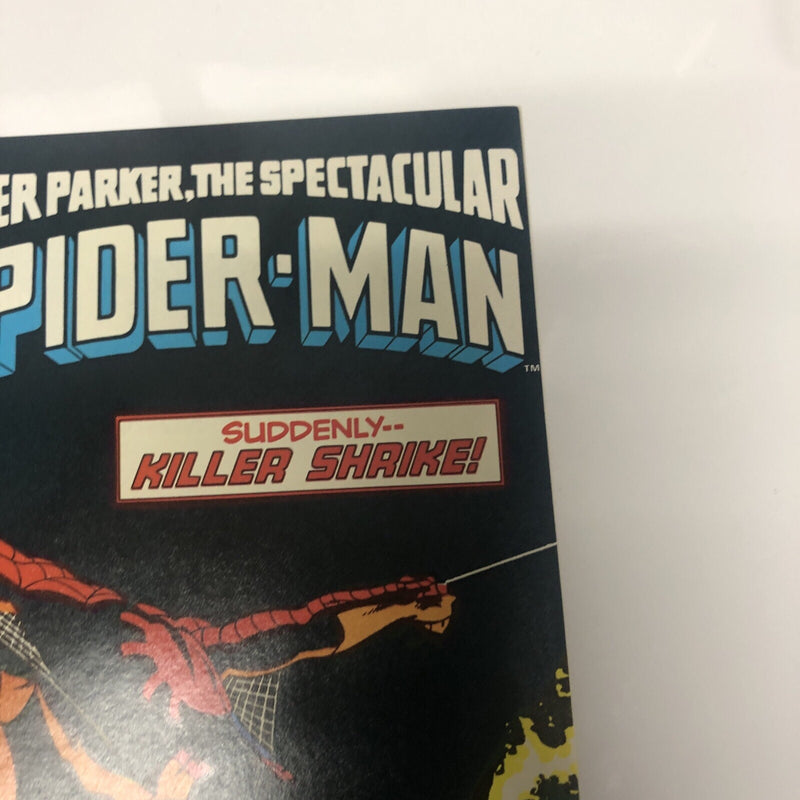 ER PARKER, THE SPECTACULAR
PIDER-MAN
TM
SUDDENLY--
KILLER SHRIKE!